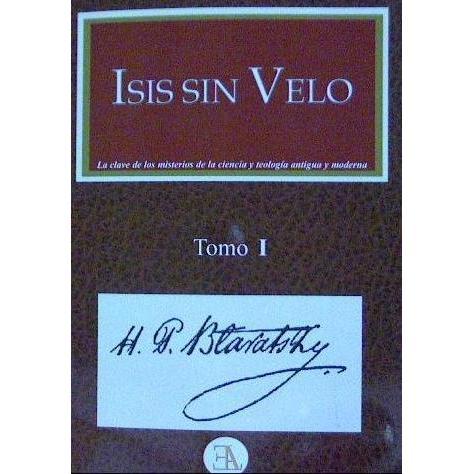 ISIS SIN VELO
La clave de los misterios de la ciencia y teología antigua y moderna
Tomo I
H. P. Blavatsky
EA